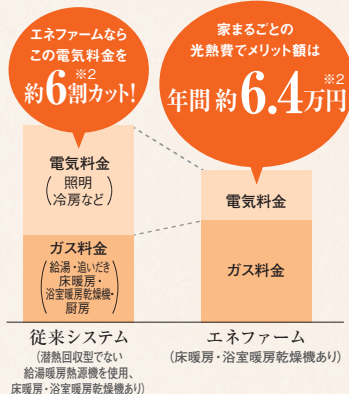 エネファームなら
この電気料金を
約6割カット!※2
家まるごとの
光熱費でメリット額は
年間 約6.4万円※2
電気料金
(照明
冷房など)
ガス料金
(給湯・追いだき
床暖房・
浴室暖房乾燥機・
厨房)
電気料金
ガス料金
従来システム
(潜熱回収型でない
給湯暖房熱源機を使用、
床暖房・浴室暖房乾燥機あり)
エネファーム
(床暖房・浴室暖房乾燥機あり)